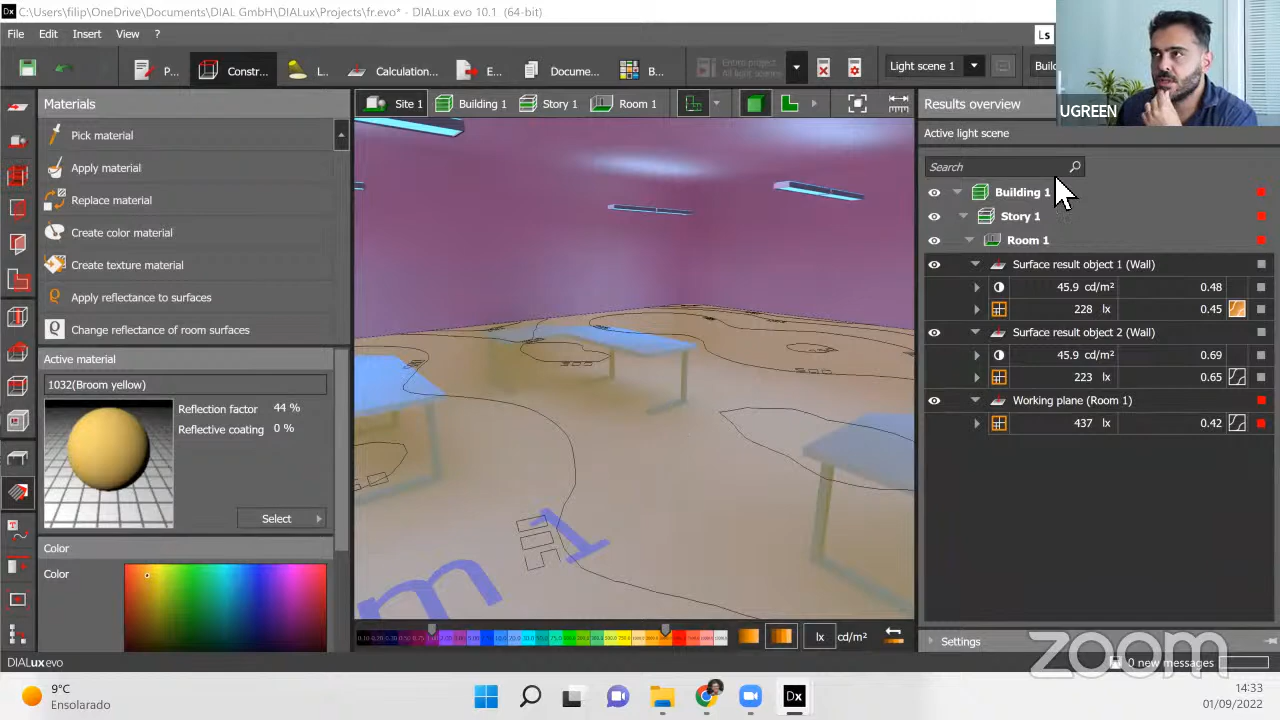 C:\Users\filip\OneDrive\Documents\DIAL GmbH\DIALux\Projects\fr.evo* - DIALux evo 10.1 (64-bit)
File Edit Insert View ?
Ls
P... Constr... L... Calculation... E... me... B... Light scene 1
Materials
Site 1 Building 1 Room 1
Results overview
UGREEN
Pick material
Active light scene
Apply material
Search
Replace material
Building 1
Create color material
Story 1
Create texture material
Room 1
Apply reflectance to surfaces
Surface result object 1 (Wall)
45.9 cd/m² 0.48
Change reflectance of room surfaces
228 lx 0.45
Active material
Surface result object 2 (Wall)
1032(Broom yellow)
45.9 cd/m² 0.69
Reflection factor 44 %
223 lx 0.65
Reflective coating 0 %
Working plane (Room 1)
437 lx 0.42
Select
Color
Color
m 1
lx cd/m²
Settings
zoom
DIALux evo
0 new messages
9°C
Ensolarado
Dx
14:33
01/09/2022